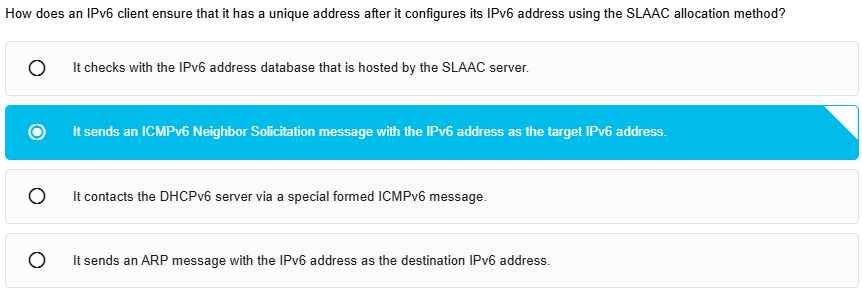 How does an IPv6 client ensure that it has a unique address after it configures its IPv6 address using the SLAAC allocation method?
It checks with the IPv6 address database that is hosted by the SLAAC server.
It sends an ICMPv6 Neighbor Solicitation message with the IPv6 address as the target IPv6 address.
It contacts the DHCPv6 server via a special formed ICMPv6 message.
It sends an ARP message with the IPv6 address as the destination IPv6 address.